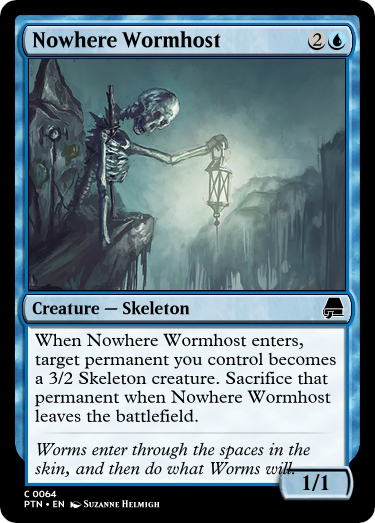 Nowhere Wormhost 2
Creature — Skeleton
When Nowhere Wormhost enters,
target permanent you control becomes
a 3/2 Skeleton creature. Sacrifice that
permanent when Nowhere Wormhost
leaves the battlefield.
Worms enter through the spaces in the
skin, and then do what Worms will.
1/1
C 0064
PTN • EN Suzanne Helmigh